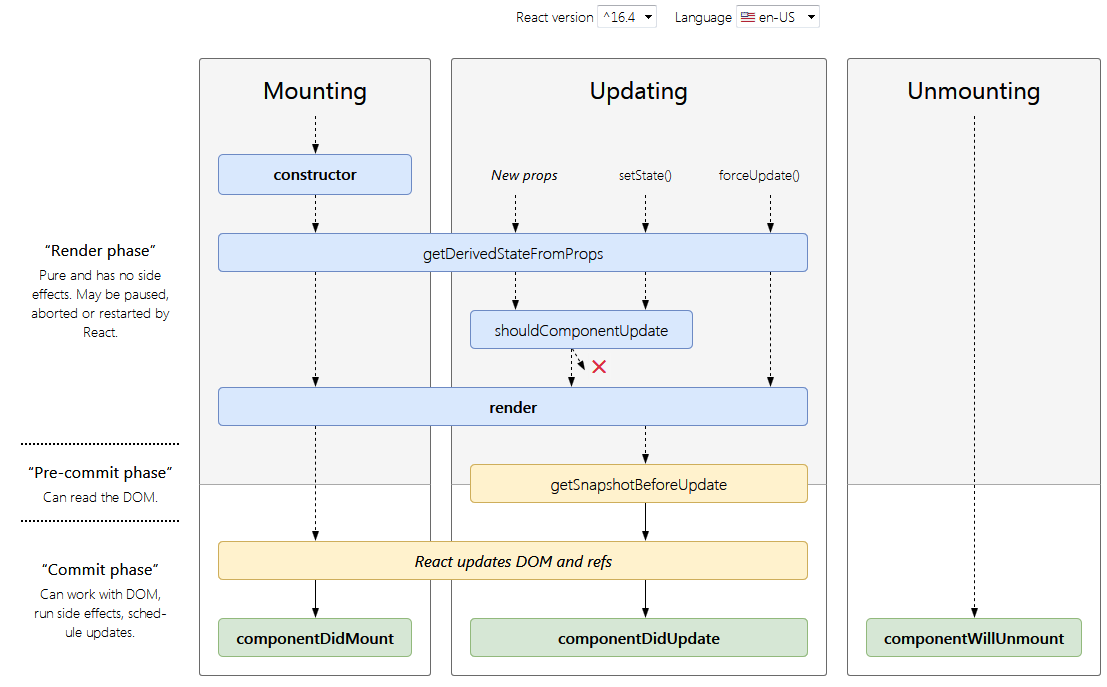 React version ^16.4 Language en-US
Mounting
Updating
Unmounting
constructor
New props
setState()
forceUpdate()
“Render phase”
Pure and has no side
effects. May be paused,
aborted or restarted by
React.
getDerivedStateFromProps
shouldComponentUpdate
render
“Pre-commit phase”
Can read the DOM.
getSnapshotBeforeUpdate
“Commit phase”
Can work with DOM,
run side effects, sched-
ule updates.
React updates DOM and refs
componentDidMount
componentDidUpdate
componentWillUnmount